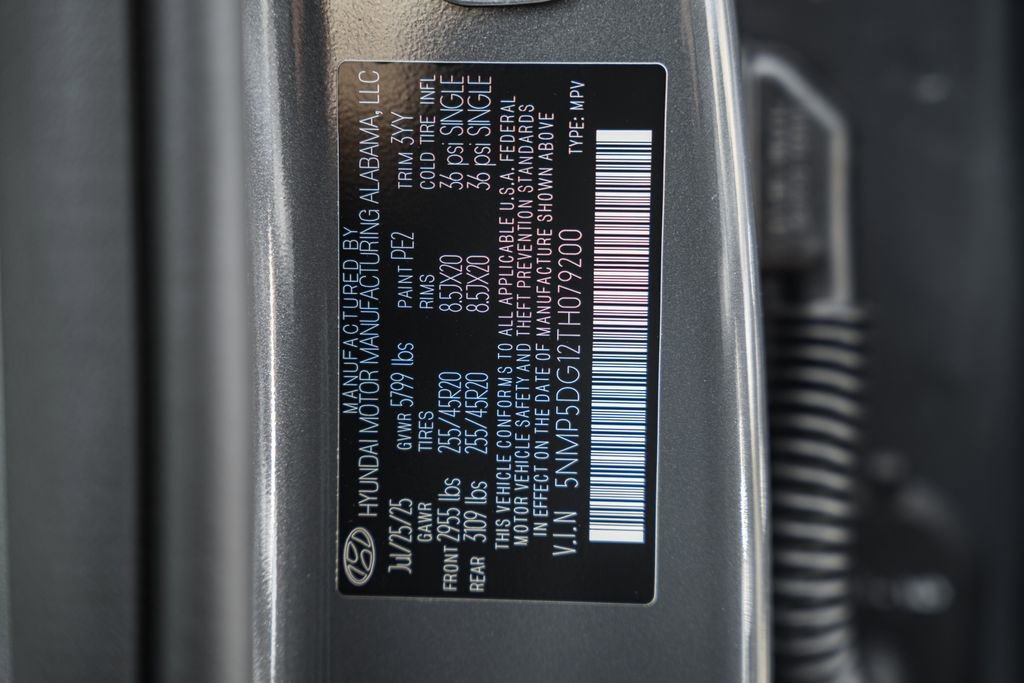 MANUFACTURED BY
HYUNDAI MOTOR MANUFACTURING ALABAMA, LLC
Jul/25/25 GVWR 5799 lbs PAINT PE2 TRIM 3YY
GAWR TIRES RIMS COLD TIRE INFL
FRONT 2955 lbs 255/45R20 8.5JX20 36 psi SINGLE
REAR 3109 lbs 255/45R20 8.5JX20 36 psi SINGLE
THIS VEHICLE CONFORMS TO ALL APPLICABLE U.S.A. FEDERAL
MOTOR VEHICLE SAFETY AND THEFT PREVENTION STANDARDS
IN EFFECT ON THE DATE OF MANUFACTURE SHOWN ABOVE
V.I.N 5NMP5DG12TH079200 TYPE: MPV